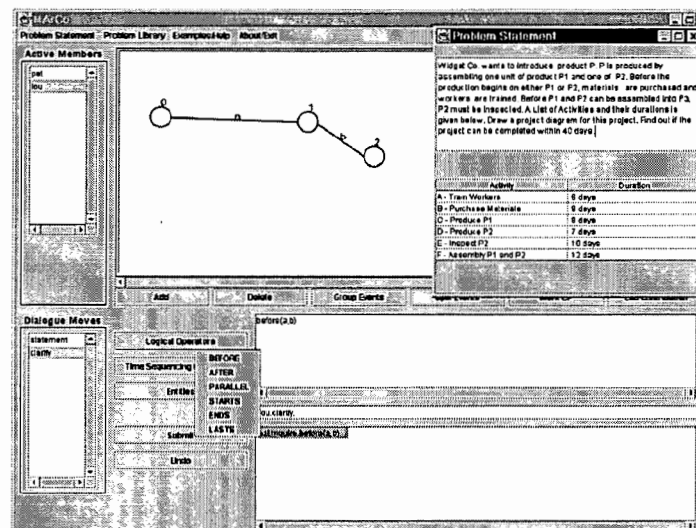 MArCo
Problem Statement Problem Library Examples Help About/Exit
Active Members
pat
lou
0
1
2
Problem Statement
Widget Co. wants to introduce product P. P is produced by
assembling one unit of product P1 and one of P2. Before the
production begins on either P1 or P2, materials are purchased and
workers are trained. Before P1 and P2 can be assembled into P3,
P2 must be inspected. A List of Activities and their durations is
given below. Draw a project diagram for this project. Find out if the
project can be completed within 40 days.
Activity Duration
A - Train Workers 6 days
B - Purchase Materials 9 days
C - Produce P1 8 days
D - Produce P2 7 days
E - Inspect P2 10 days
F - Assembly P1 and P2 12 days
Add Delete Group Events
Dialogue Moves
statement
clarify
Logical Operators
Time Sequencing
BEFORE
AFTER
PARALLEL
STARTS
ENDS
LASTS
Entities
Submit
Undo
before(a,b)
lou,clarify,
before(a,b)